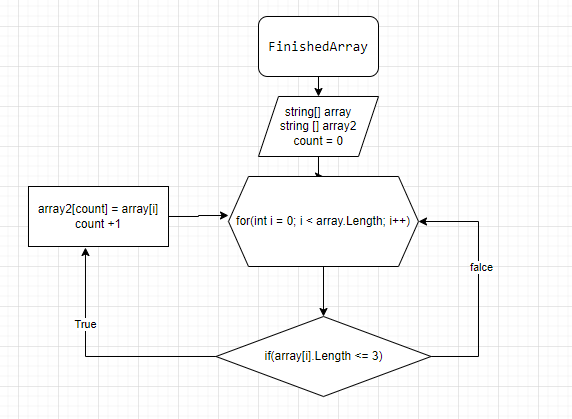 FinishedArray
string[] array
string [] array2
count = 0
for(int i = 0; i < array.Length; i++)
array2[count] = array[i]
count +1
falce
True
if(array[i].Length <= 3)